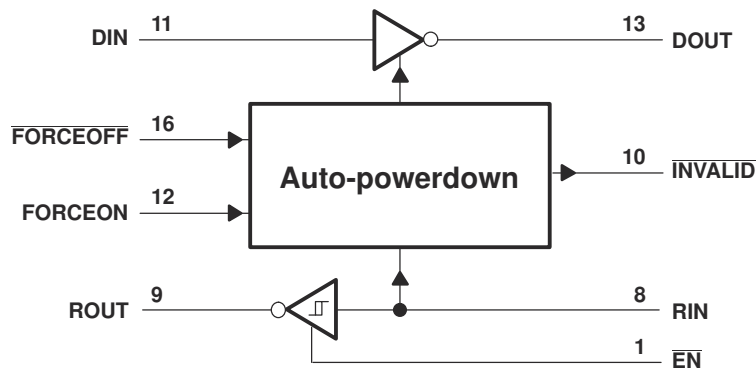 DIN 11 13 DOUT
FORCEOFF 16
Auto-powerdown
10 INVALID
FORCEON 12
ROUT 9 8 RIN
1 EN